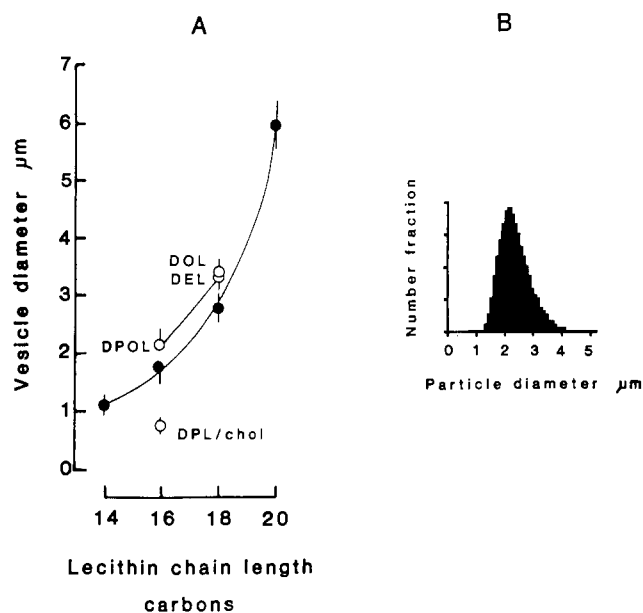 A
B
Vesicle diameter µm
7
6
5
4
3
2
1
0
DOL
DEL
DPOL
DPL/chol
14 16 18 20
Lecithin chain length
carbons
Number fraction
0 1 2 3 4 5
Particle diameter µm